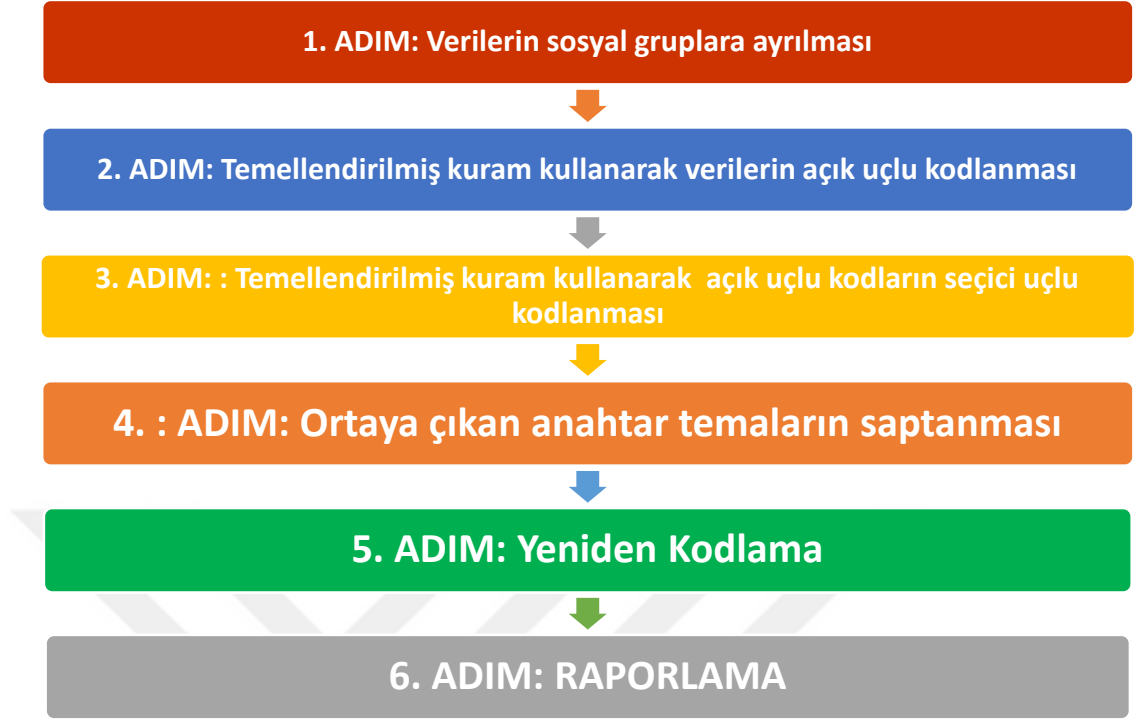 1. ADIM: Verilerin sosyal gruplara ayrılması
2. ADIM: Temellendirilmiş kuram kullanarak verilerin açık uçlu kodlanması
3. ADIM: : Temellendirilmiş kuram kullanarak  açık uçlu kodların seçici uçlu
kodlanması
4. : ADIM: Ortaya çıkan anahtar temaların saptanması
5. ADIM: Yeniden Kodlama
6. ADIM: RAPORLAMA